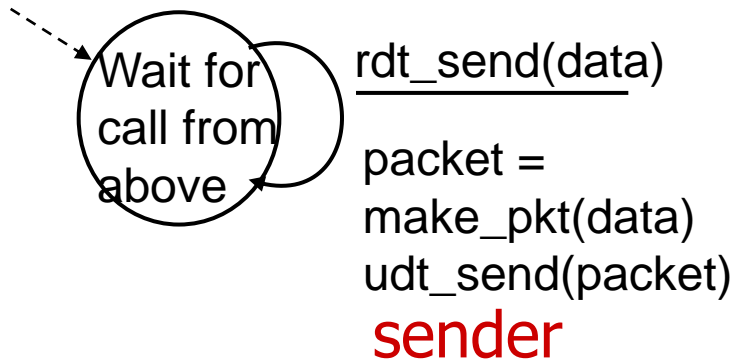 Wait for
call from
above
rdt_send(data)
packet =
make_pkt(data)
udt_send(packet)
sender